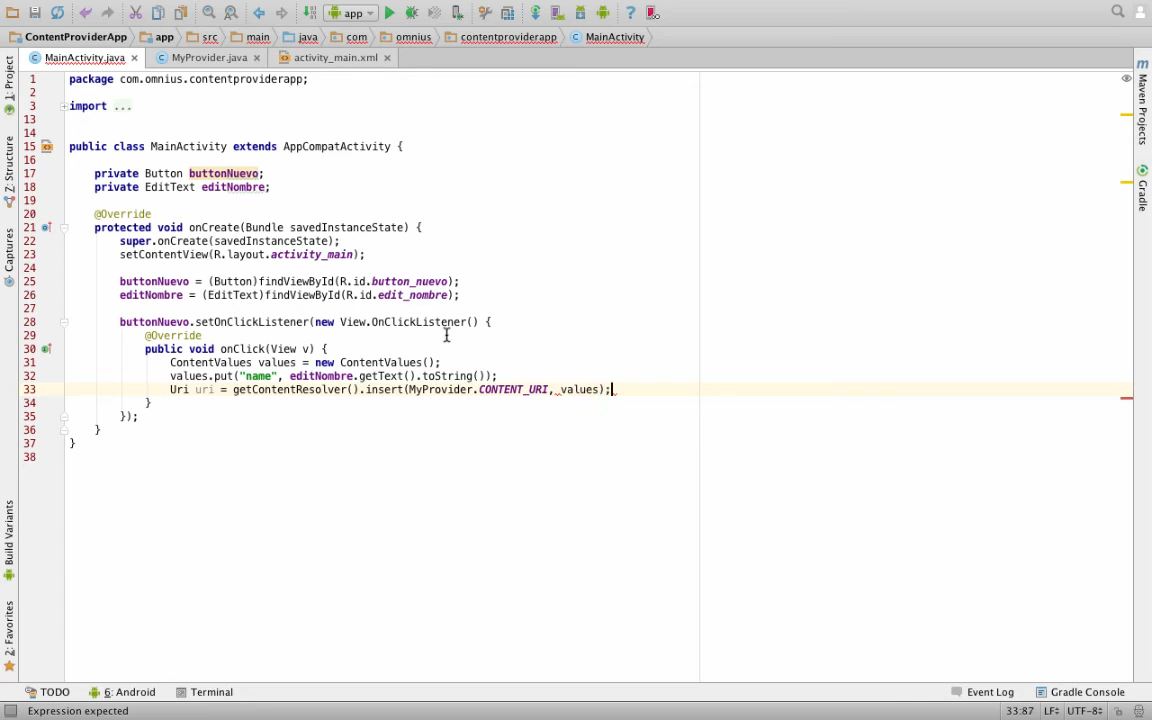 app
ContentProviderApp app src main java com omnius contentproviderapp MainActivity
MainActivity.java MyProvider.java activity_main.xml
1: Project
Z: Structure
Captures
Build Variants
2: Favorites
1 package com.omnius.contentproviderapp;
2
3 import ...
13
14
15 public class MainActivity extends AppCompatActivity {
16
17 private Button buttonNuevo;
18 private EditText editNombre;
19
20 @Override
21 protected void onCreate(Bundle savedInstanceState) {
22 super.onCreate(savedInstanceState);
23 setContentView(R.layout.activity_main);
24
25 buttonNuevo = (Button)findViewById(R.id.button_nuevo);
26 editNombre = (EditText)findViewById(R.id.edit_nombre);
27
28 buttonNuevo.setOnClickListener(new View.OnClickListener() {
29 @Override
30 public void onClick(View v) {
31 ContentValues values = new ContentValues();
32 values.put("name", editNombre.getText().toString());
33 Uri uri = getContentResolver().insert(MyProvider.CONTENT_URI, values);
34 }
35 });
36 }
37 }
38
m Maven Projects
Gradle
TODO 6: Android Terminal Event Log Gradle Console
Expression expected 33:87 LF UTF-8